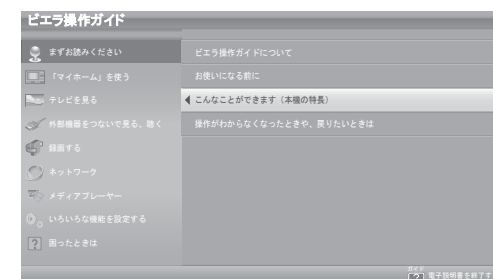 ビエラ操作ガイド
まずお読みください
「マイホーム」を使う
テレビを見る
外部機器をつないで見る、聴く
録画する
ネットワーク
メディアプレーヤー
いろいろな機能を設定する
困ったときは
ビエラ操作ガイドについて
お使いになる前に
こんなことができます（本機の特長）
操作がわからなくなったときや、戻りたいときは
ガイド
? 電子説明書を終了す